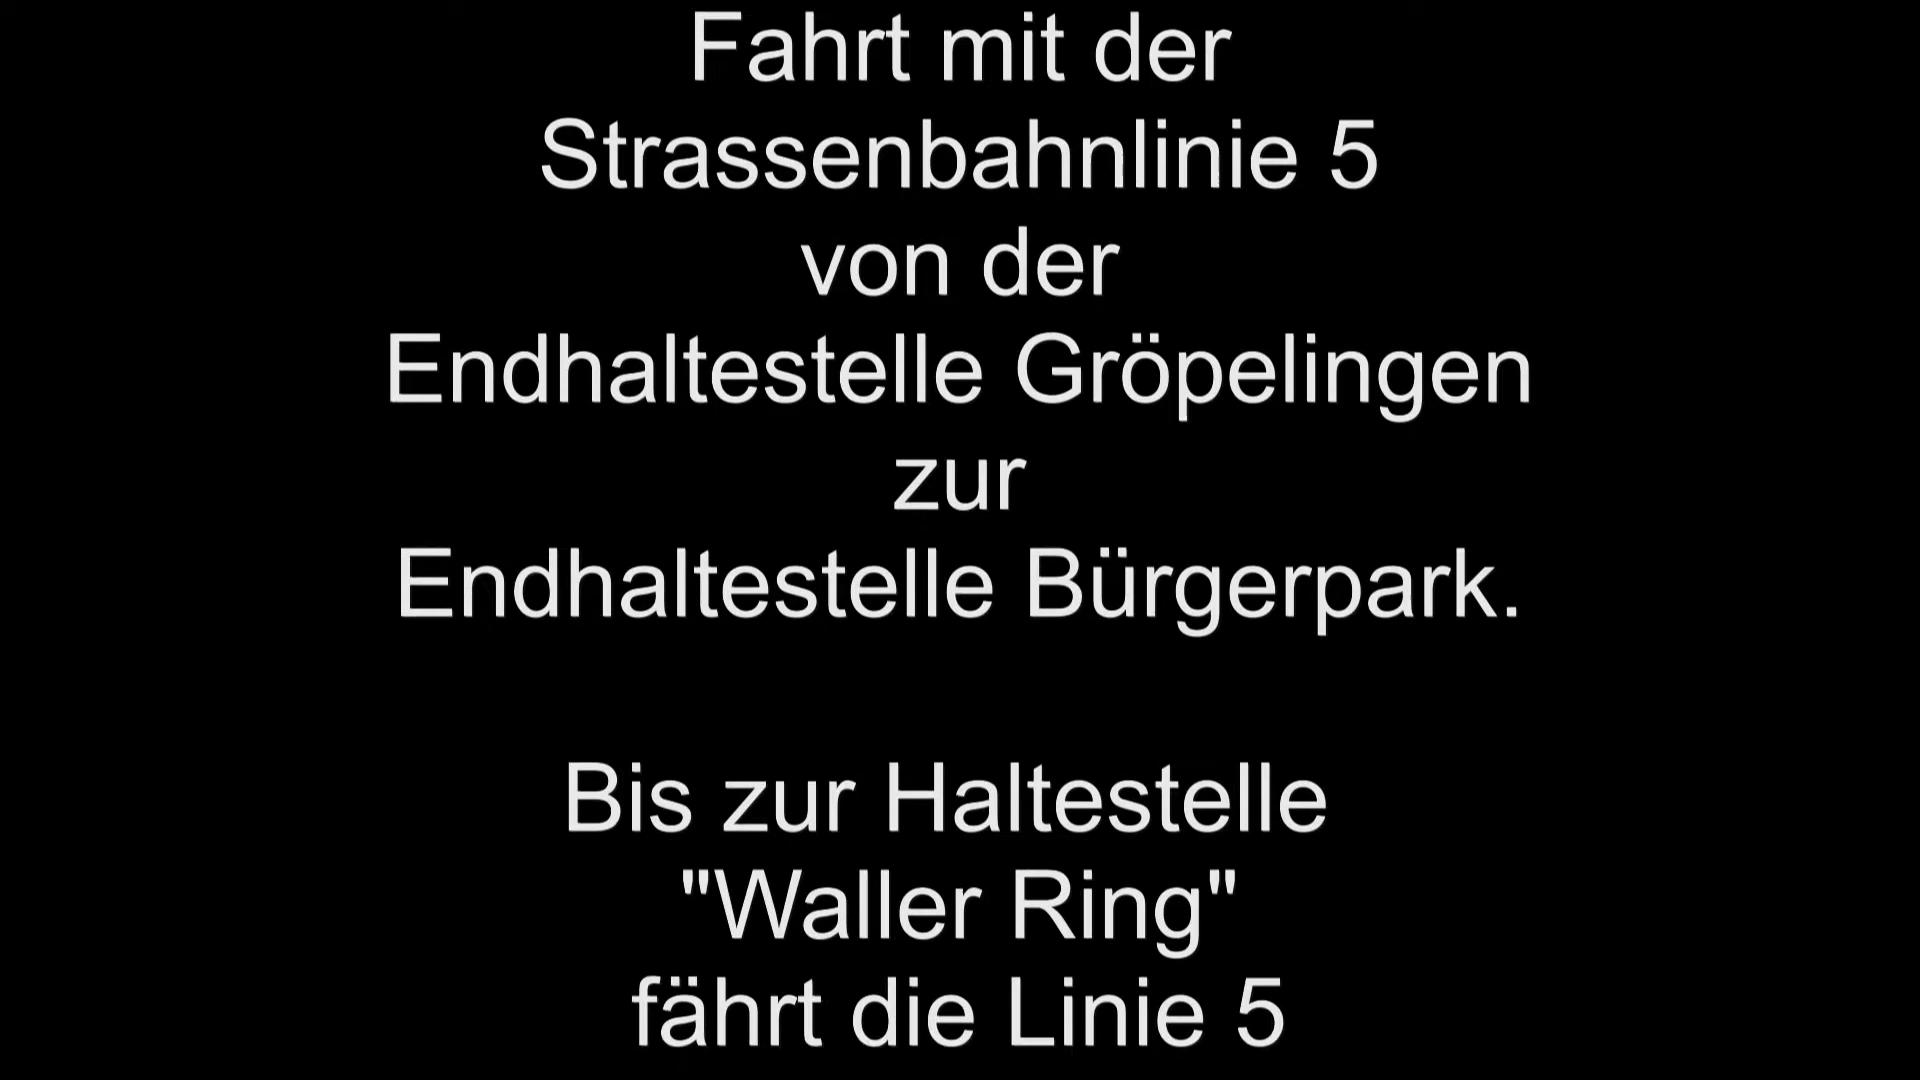 Fahrt mit der
Strassenbahnlinie 5
von der
Endhaltestelle Gröpelingen
zur
Endhaltestelle Bürgerpark.
Bis zur Haltestelle
"Waller Ring"
fährt die Linie 5